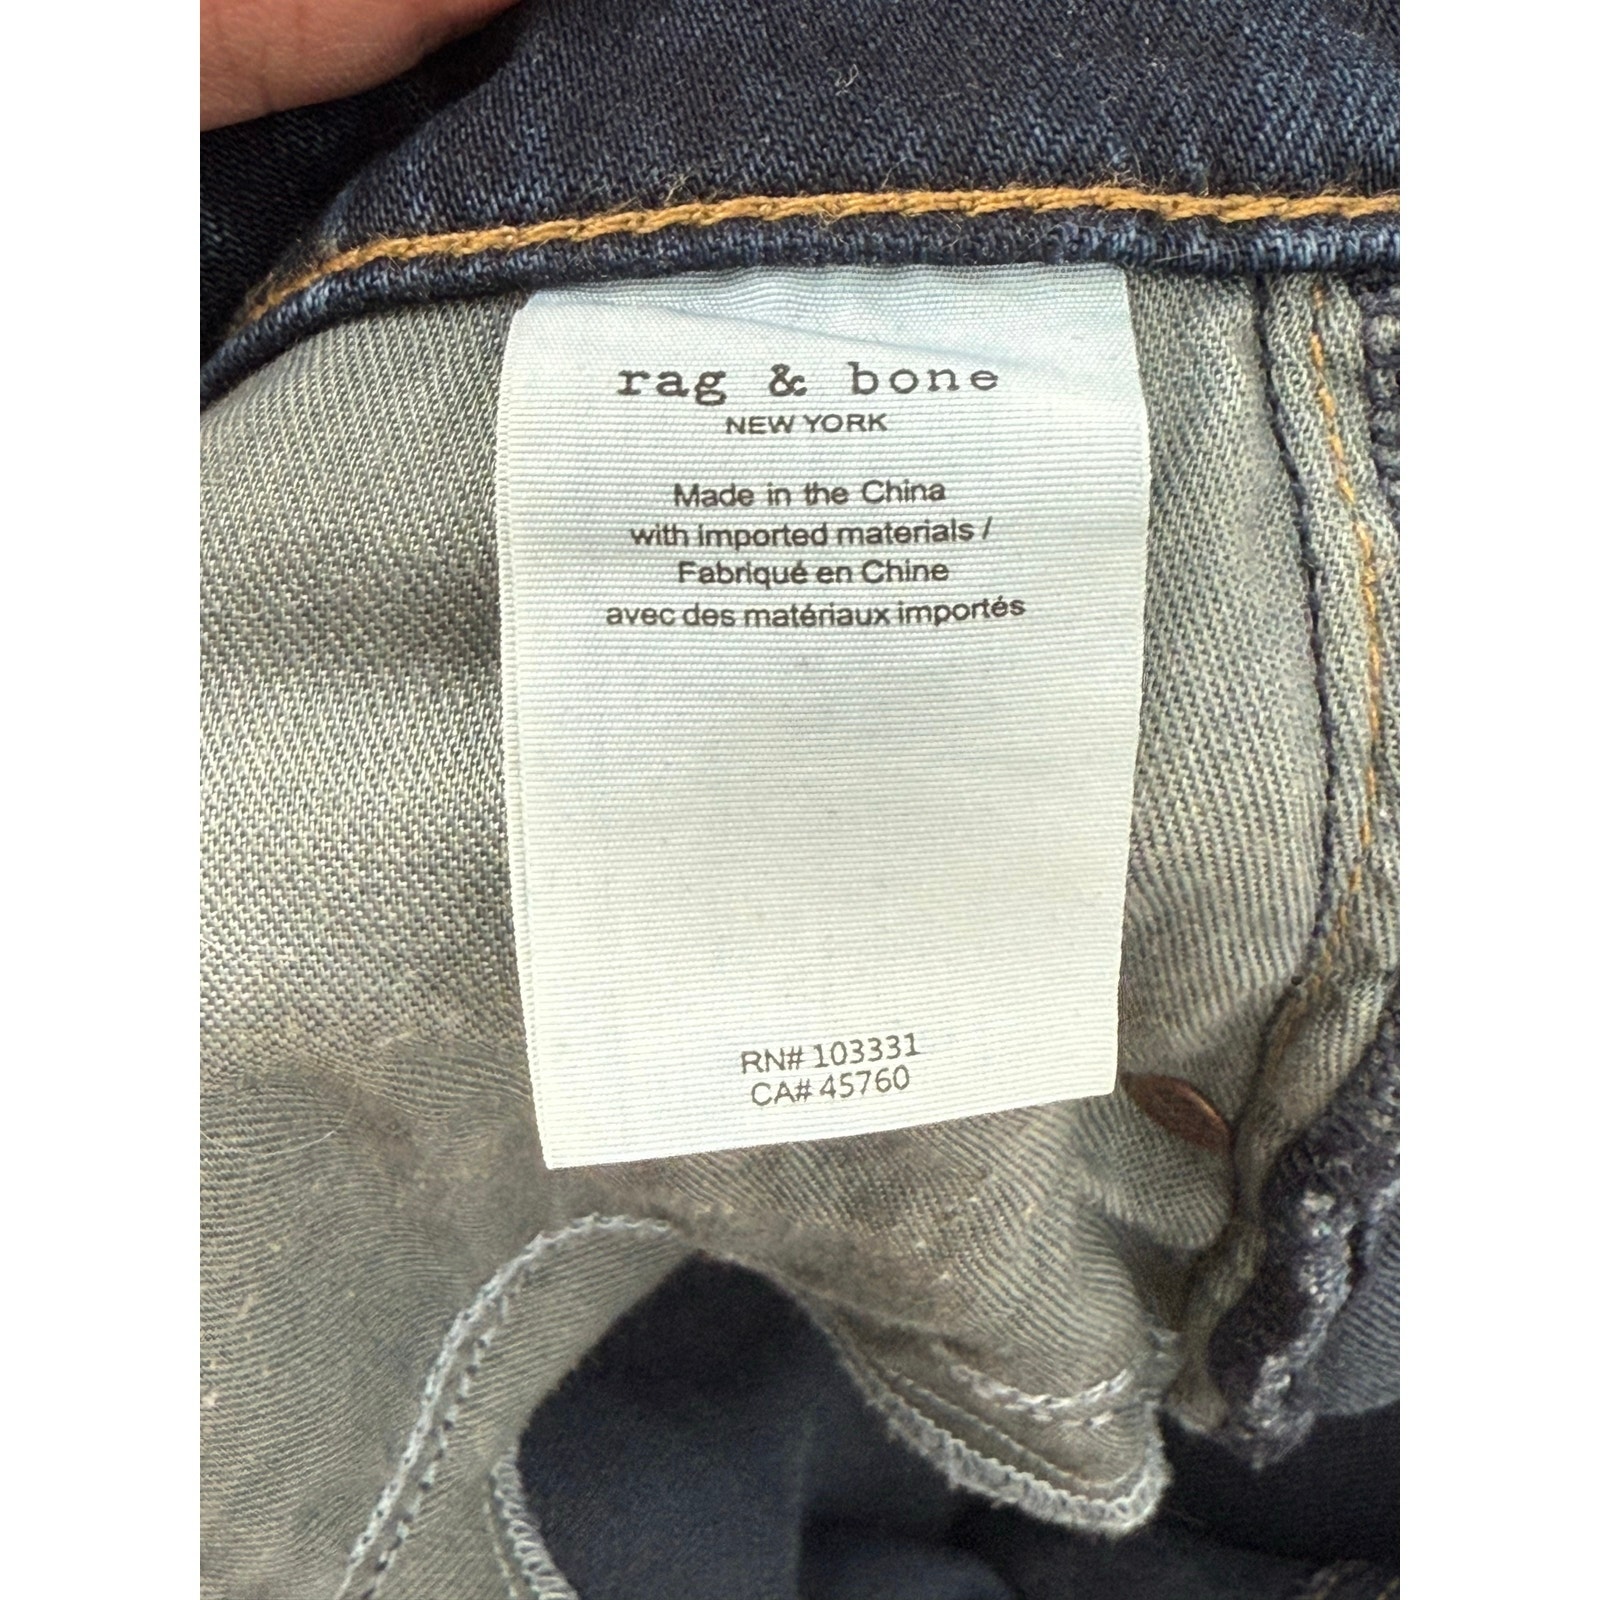 rag & bone
NEW YORK
Made in the China
with imported materials /
Fabriqué en Chine
avec des matériaux importés
RN# 103331
CA# 45760